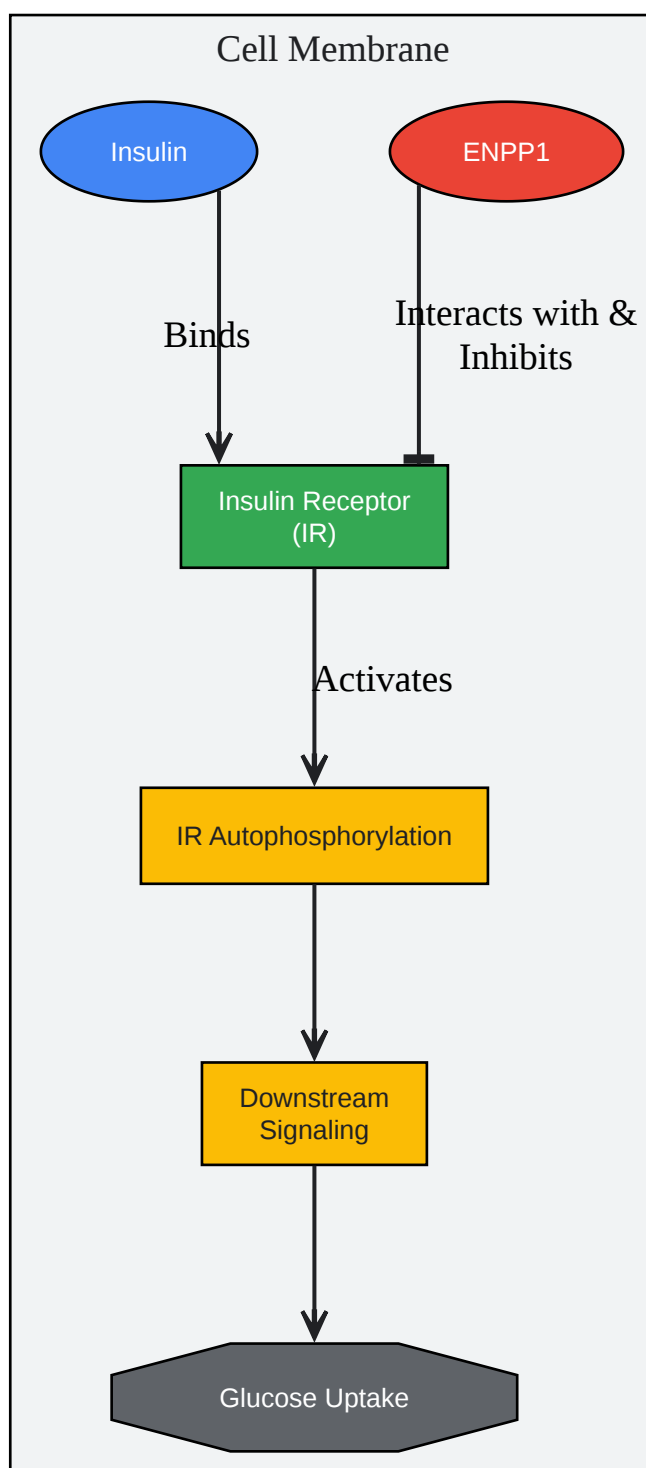 Cell Membrane
Insulin
ENPP1
Binds
Interacts with &
Inhibits
Insulin Receptor
(IR)
Activates
IR Autophosphorylation
Downstream
Signaling
Glucose Uptake